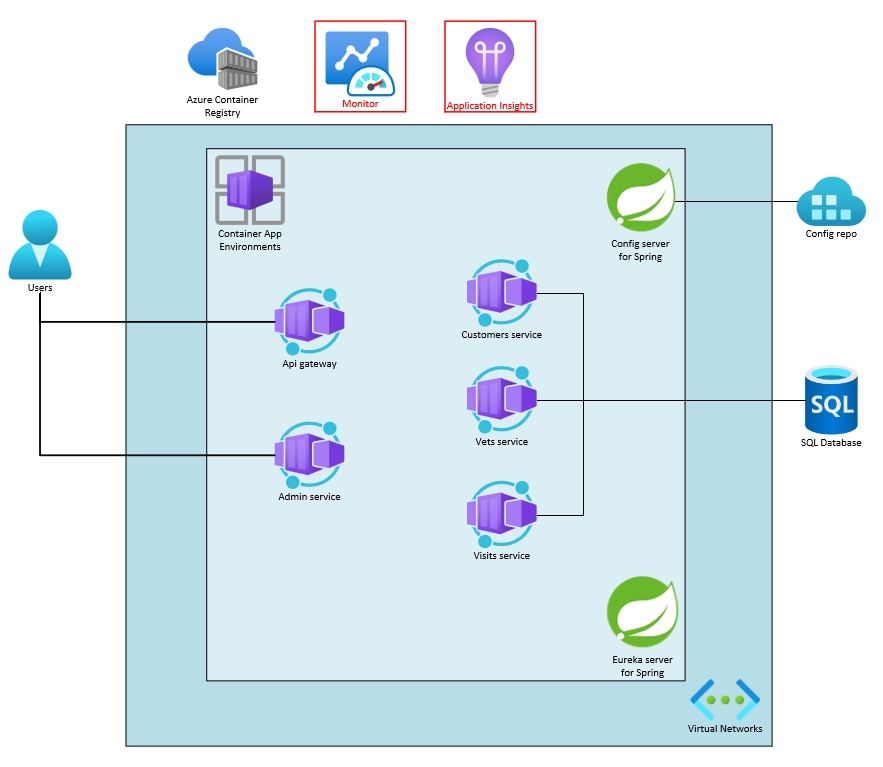 Azure Container
Registry
Monitor
Application Insights
Container App
Environments
Config server
for Spring
Config repo
Users
Customers service
Api gateway
SQL
Vets service
SQL Database
Admin service
Visits service
Eureka server
for Spring
Virtual Networks